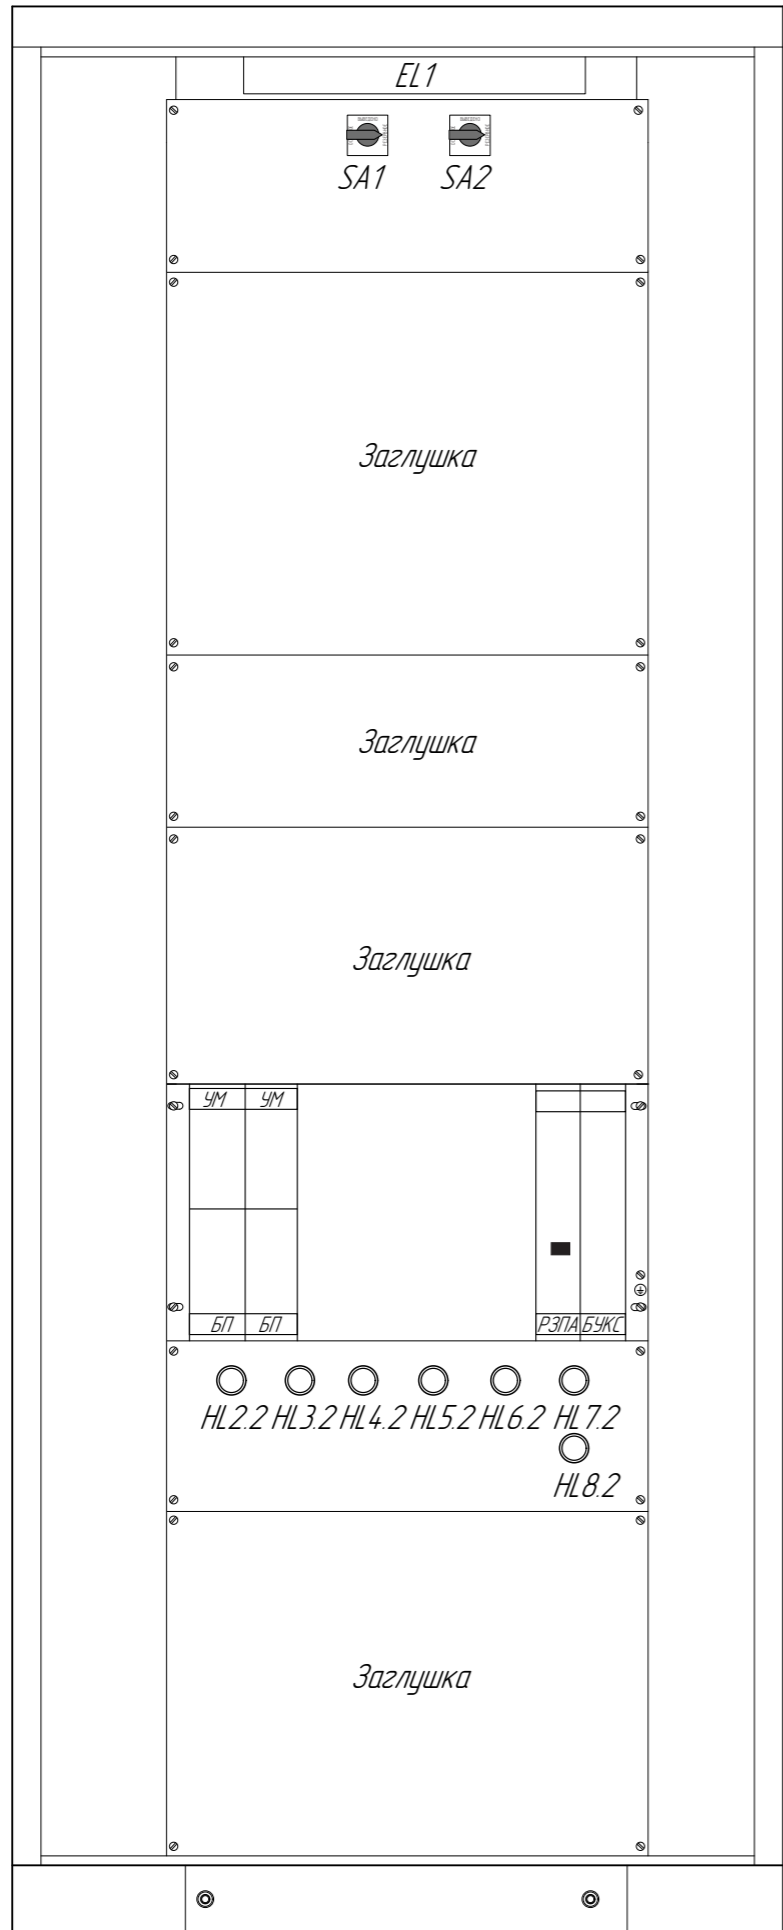 EL1
SA1 SA2
Заглушка
Заглушка
Заглушка
УМ УМ
БП БП РЗПА БУКС
HL2.2 HL3.2 HL4.2 HL5.2 HL6.2 HL7.2
HL8.2
Заглушка